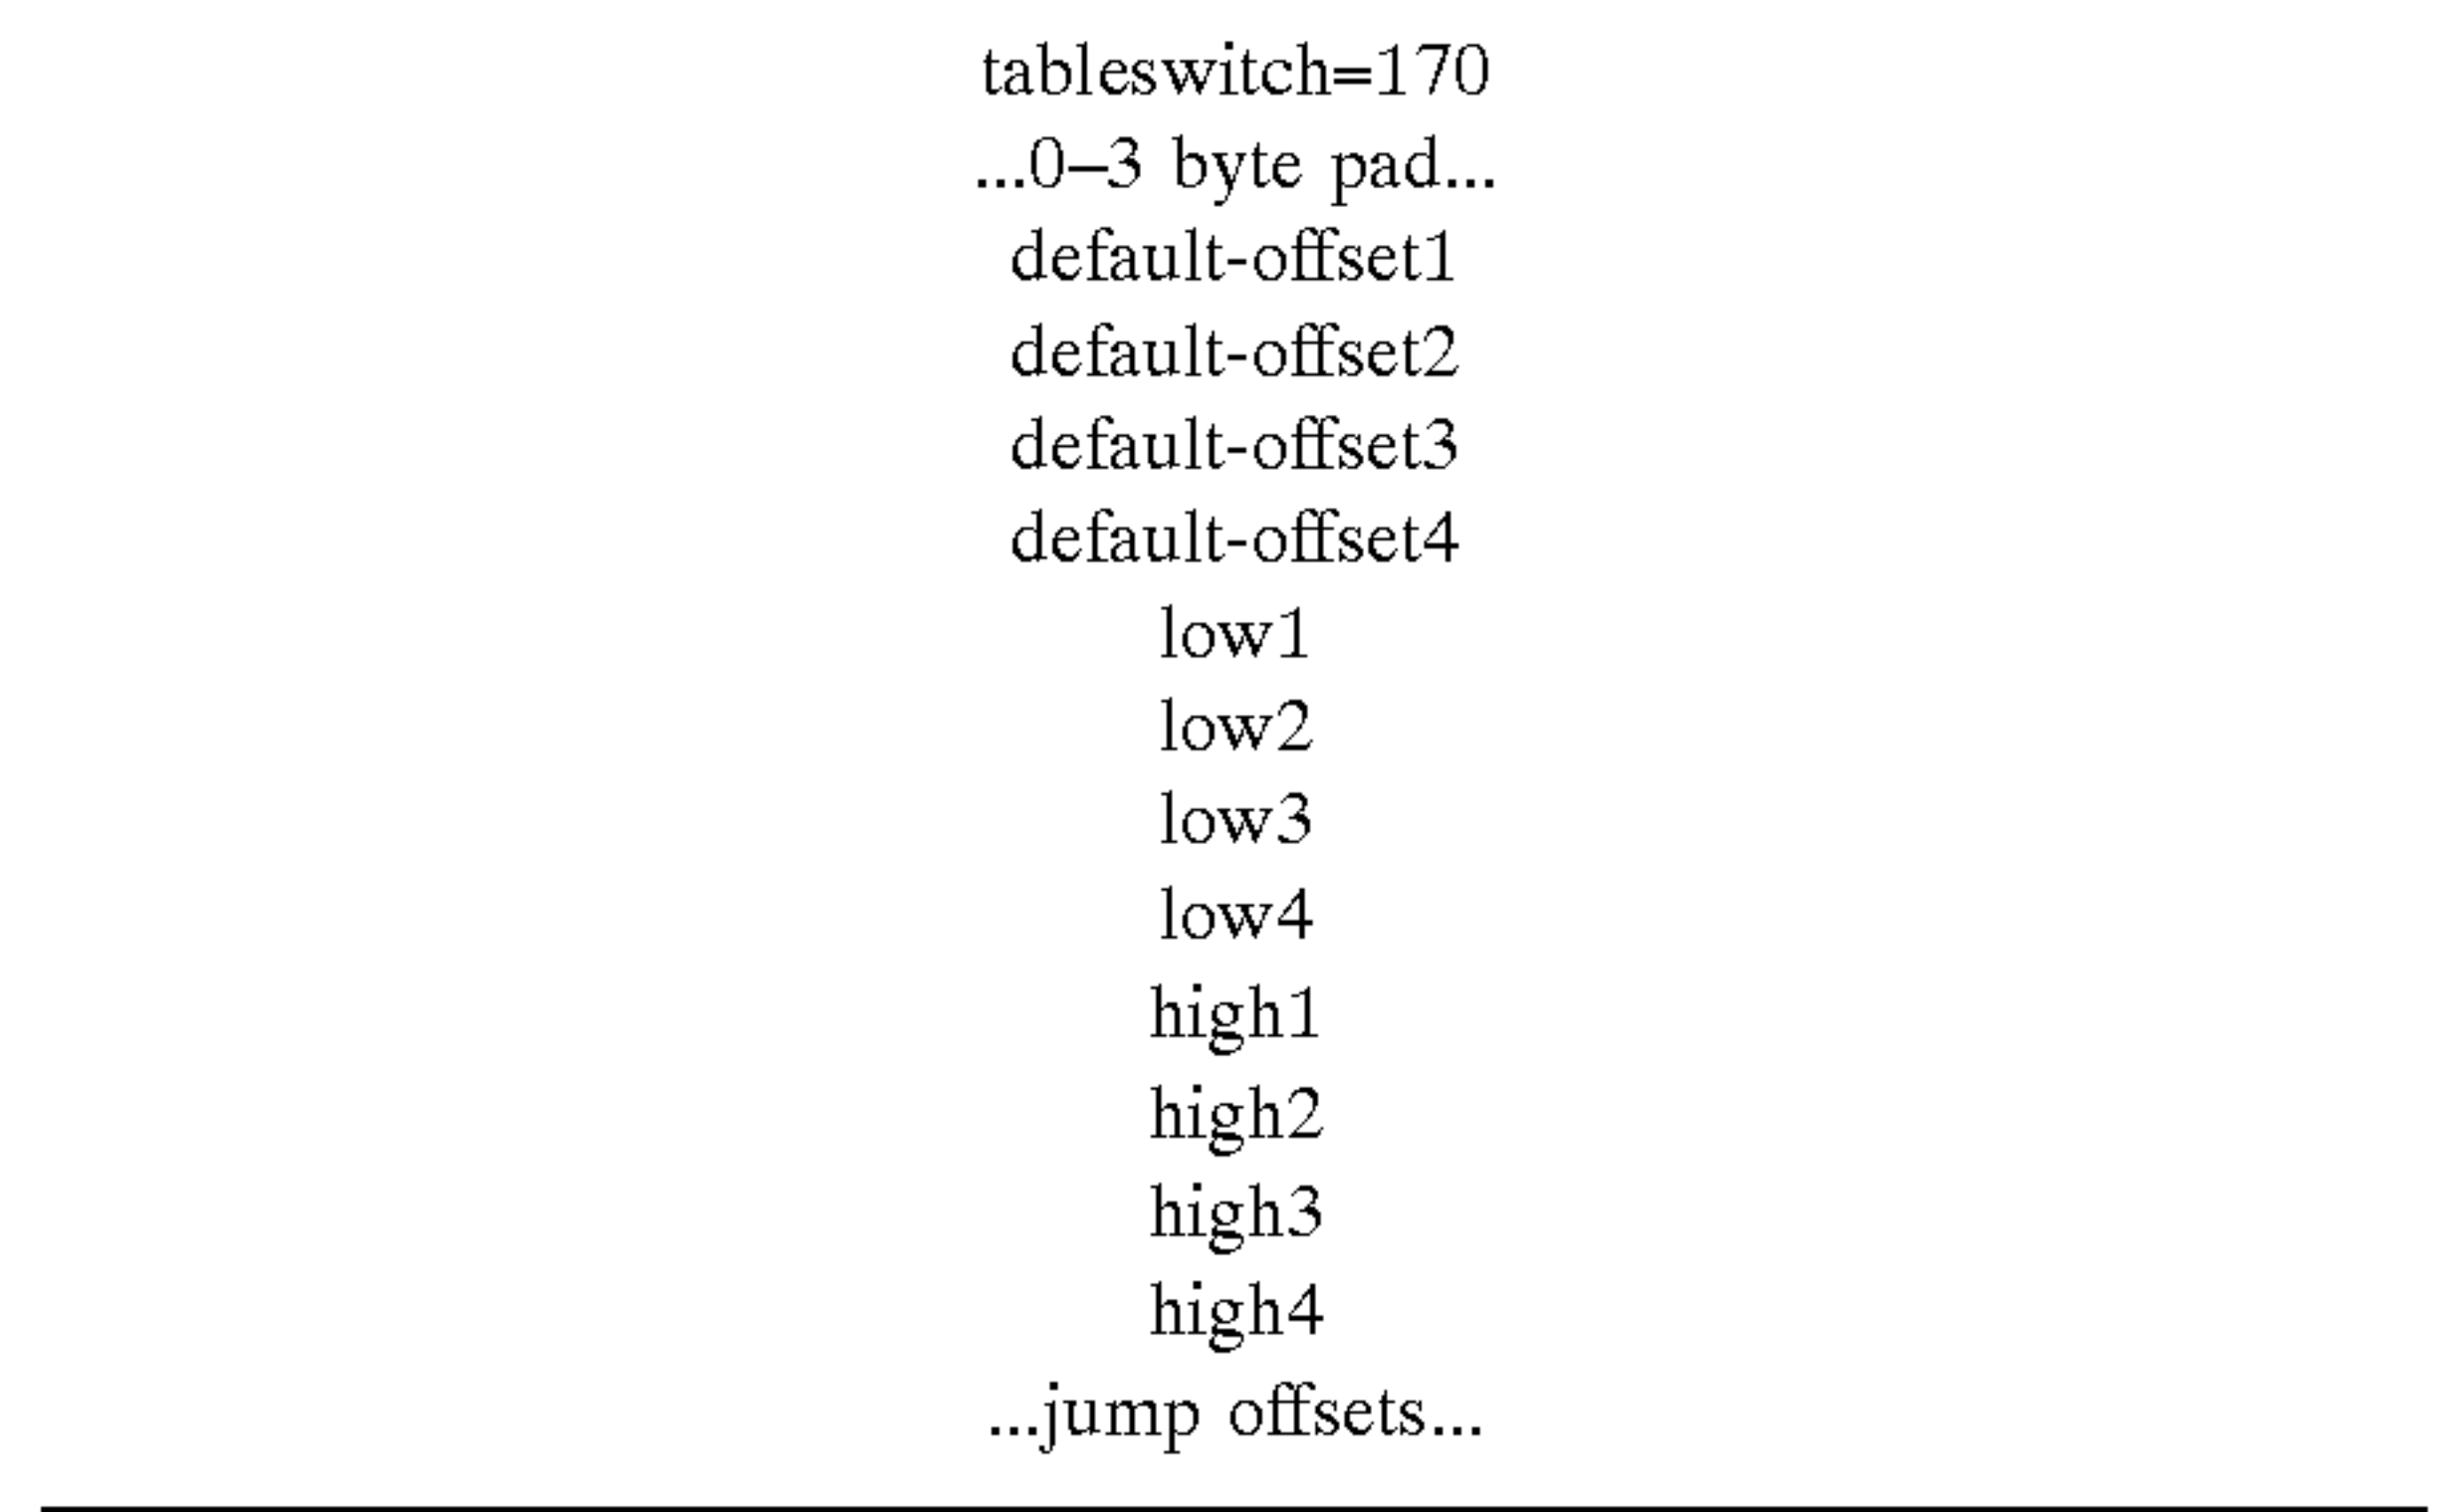 tableswitch=170
...0–3 byte pad...
default-offset1
default-offset2
default-offset3
default-offset4
low1
low2
low3
low4
high1
high2
high3
high4
...jump offsets...